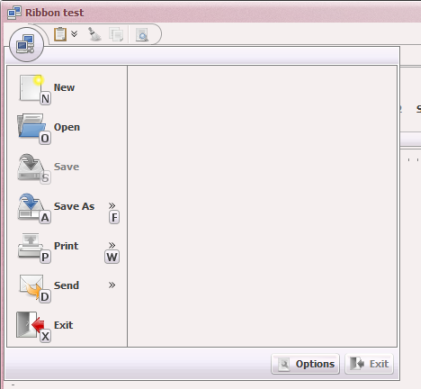 Ribbon test
New
N
Open
O
Save
S
Save As »
A F
Print »
P W
Send »
D
Exit
X
Options Exit